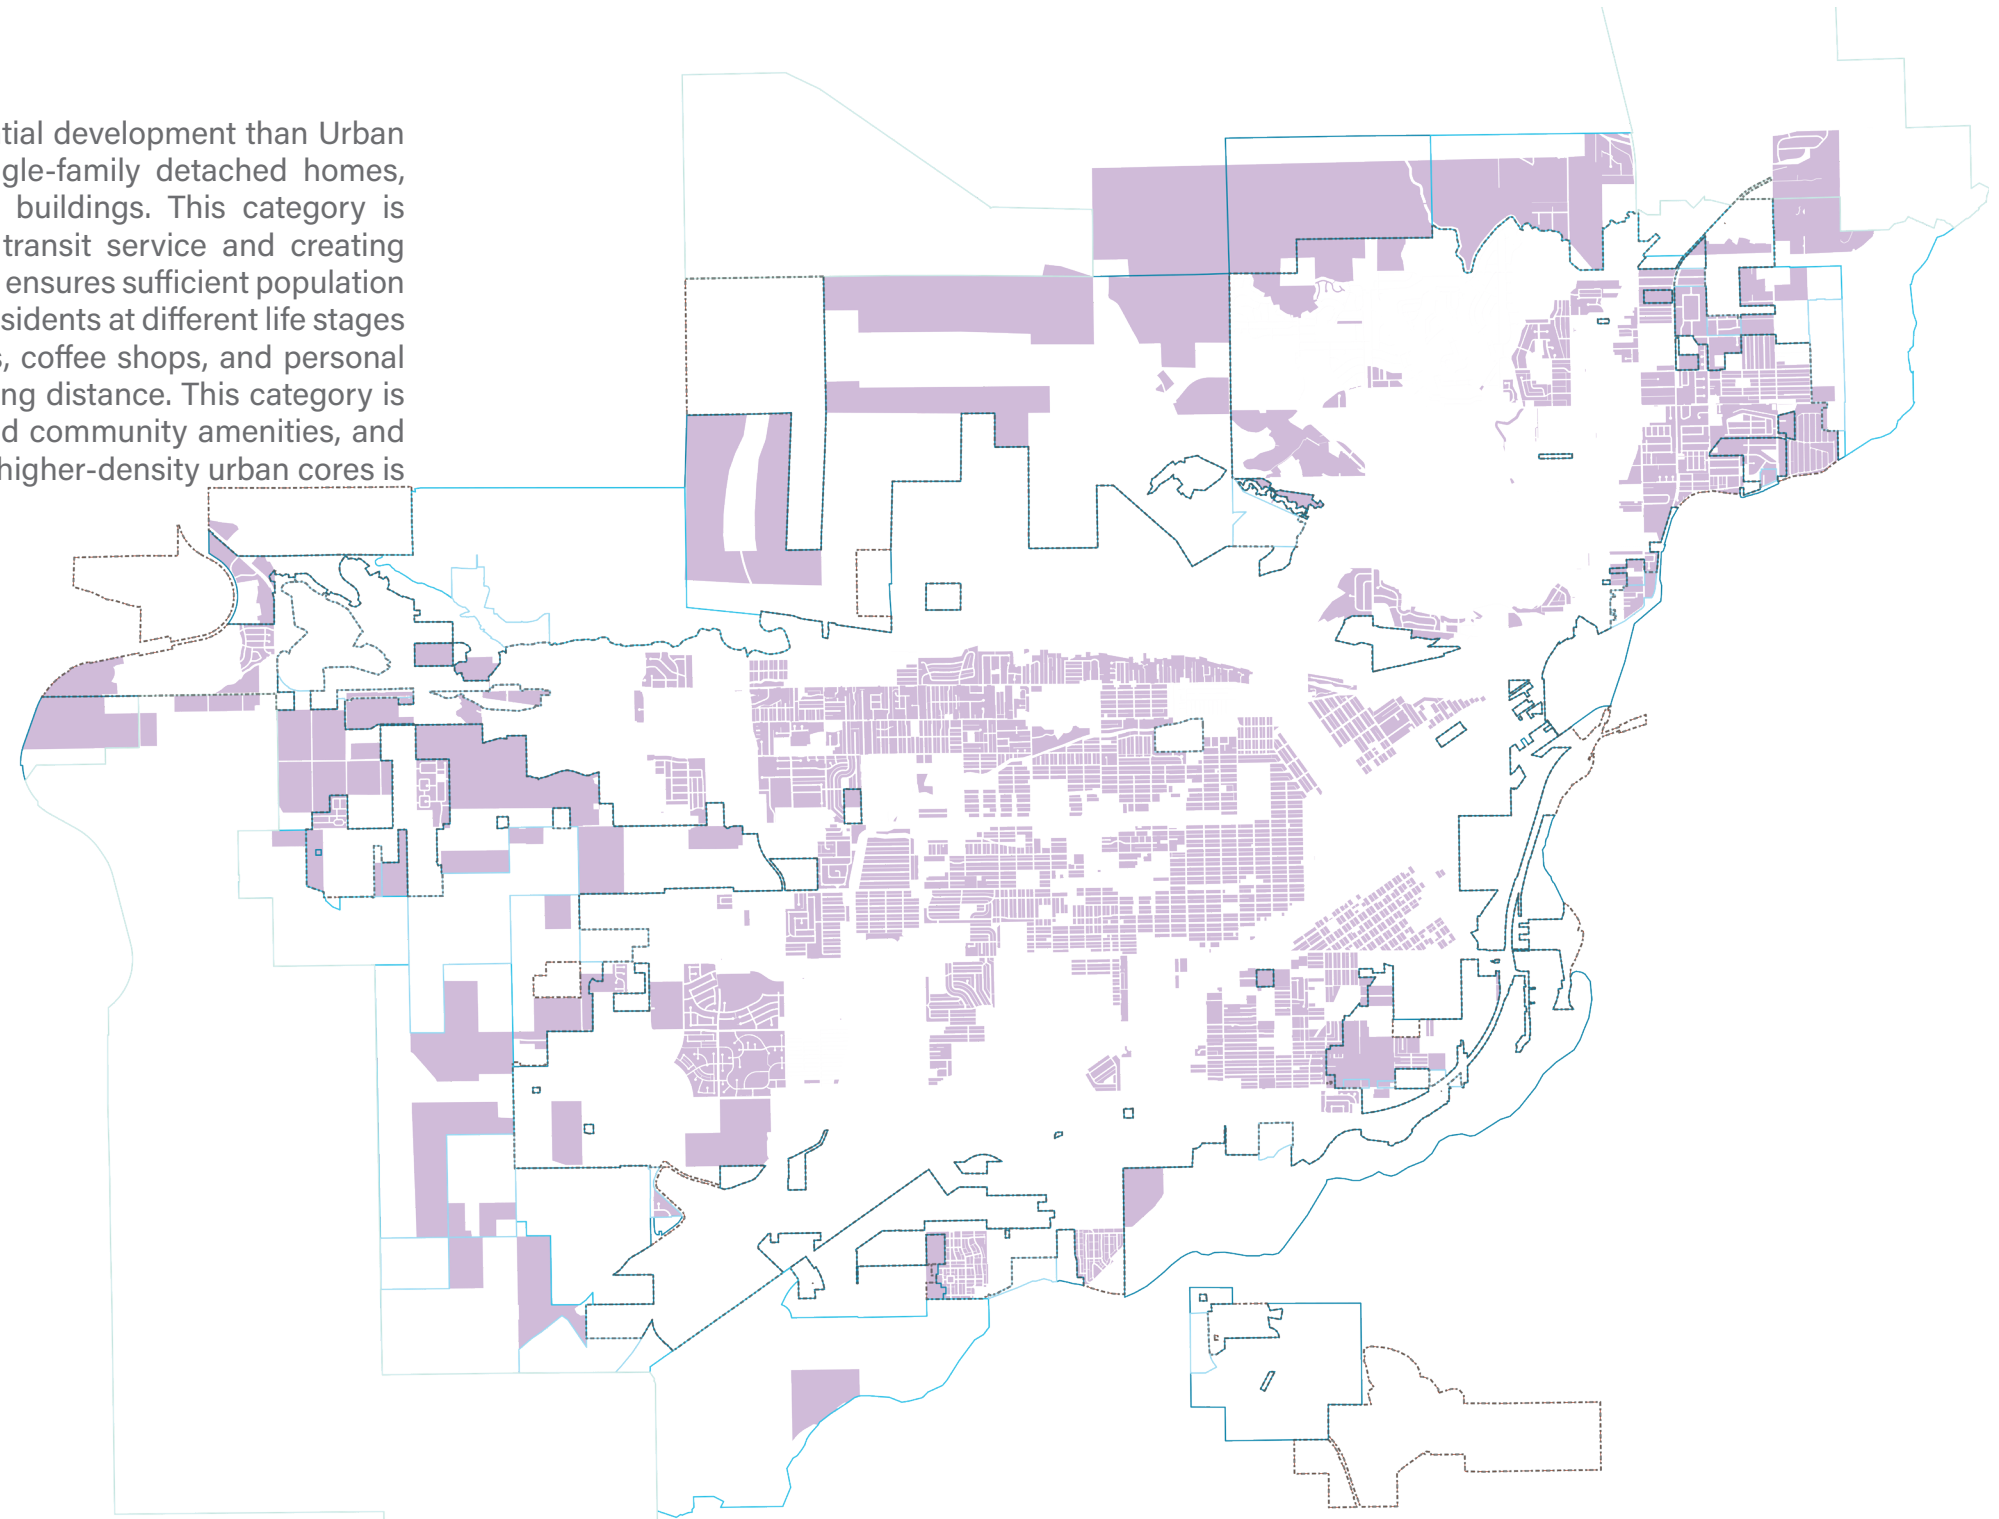 tial development than Urban
gle-family detached homes,
buildings. This category is
transit service and creating
ensures sufficient population
sidents at different life stages
s, coffee shops, and personal
ng distance. This category is
d community amenities, and
higher-density urban cores is